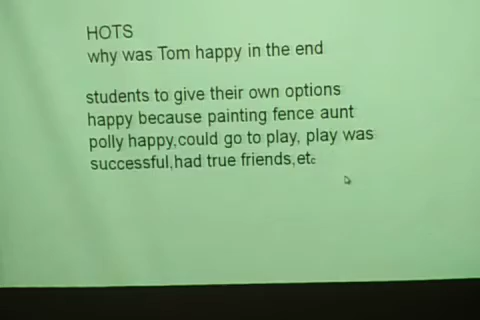 HOTS
why was Tom happy in the end
students to give their own options
happy because painting fence aunt
polly happy,could go to play, play was
successful,had true friends,etc